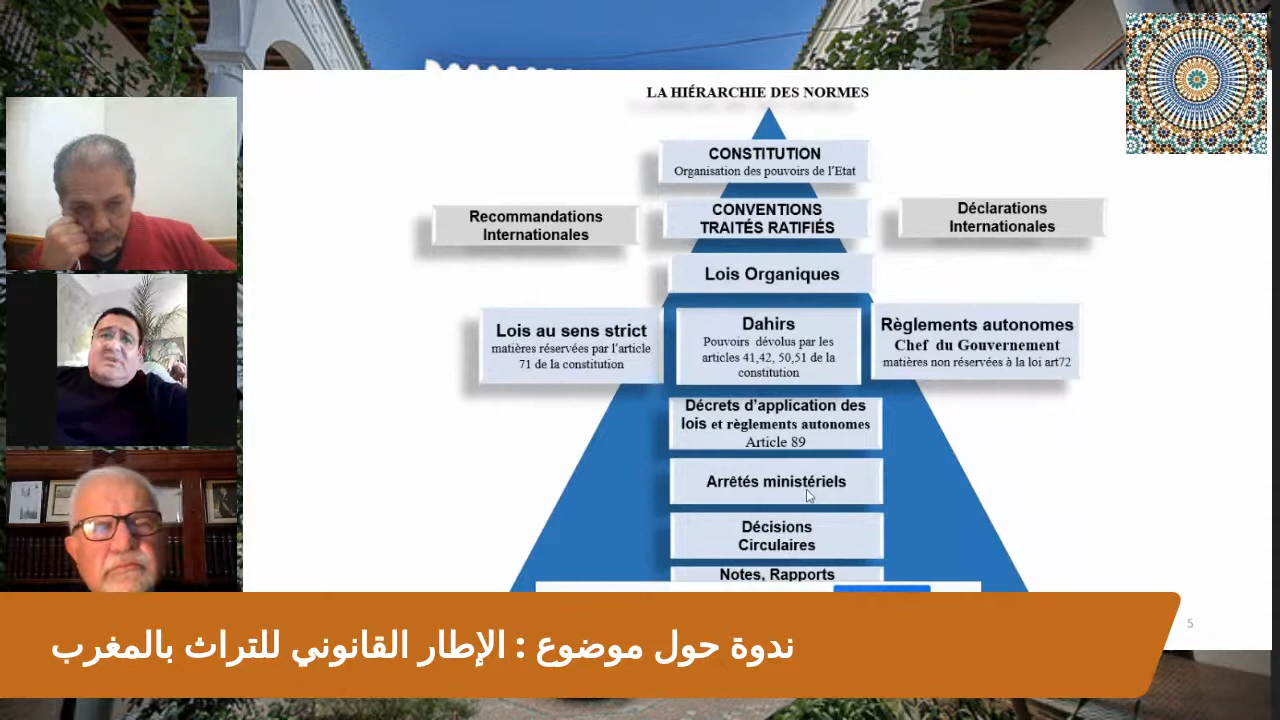 LA HIÉRARCHIE DES NORMES
CONSTITUTION
Organisation des pouvoirs de l'Etat
Recommandations
Internationales
CONVENTIONS
TRAITÉS RATIFIÉS
Déclarations
Internationales
Lois Organiques
Lois au sens strict
matières réservées par l'article
71 de la constitution
Dahirs
Pouvoirs dévolus par les
articles 41,42, 50,51 de la
constitution
Règlements autonomes
Chef du Gouvernement
matières non réservées à la loi art72
Décrets d'application des
lois et règlements autonomes
Article 89
Arrêtés ministériels
Décisions
Circulaires
Notes, Rapports
5
ندوة حول موضوع : الإطار القانوني للتراث بالمغرب